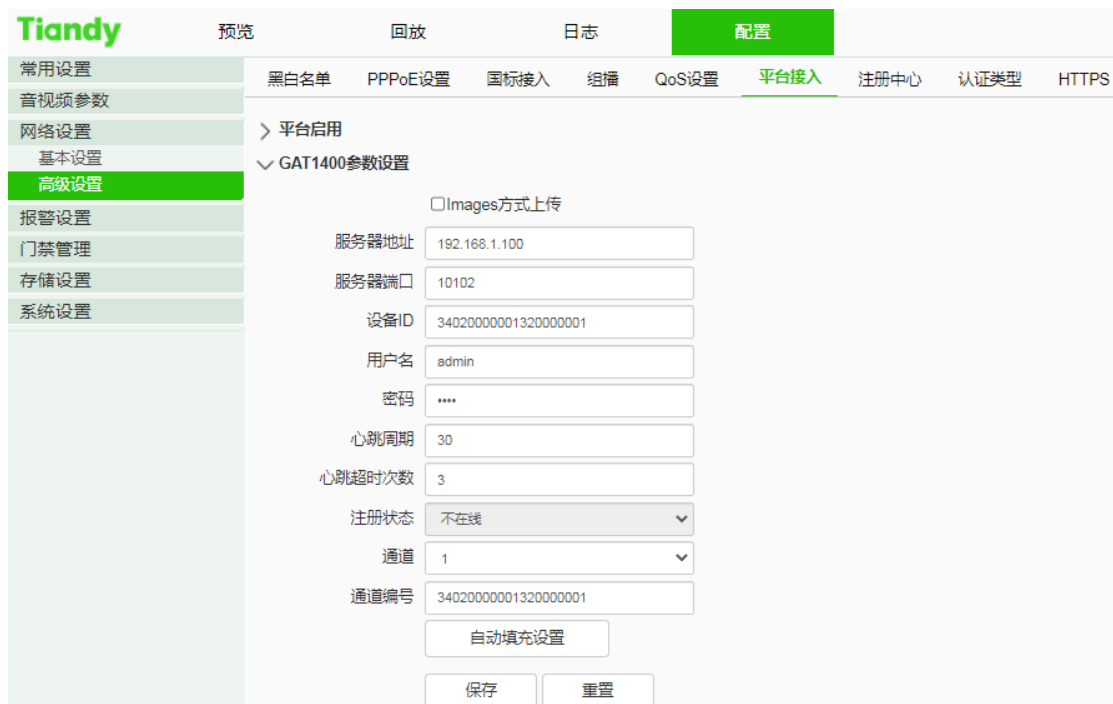 Tiandy
预览
回放
日志
配置
常用设置
音视频参数
网络设置
基本设置
高级设置
报警设置
门禁管理
存储设置
系统设置
黑白名单
PPPoE设置
国标接入
组播
QoS设置
平台接入
注册中心
认证类型
HTTPS
平台启用
GAT1400参数设置
Images方式上传
服务器地址 192.168.1.100
服务器端口 10102
设备ID 34020000001320000001
用户名 admin
密码 ••••
心跳周期 30
心跳超时次数 3
注册状态 不在线
通道 1
通道编号 34020000001320000001
自动填充设置
保存 重置